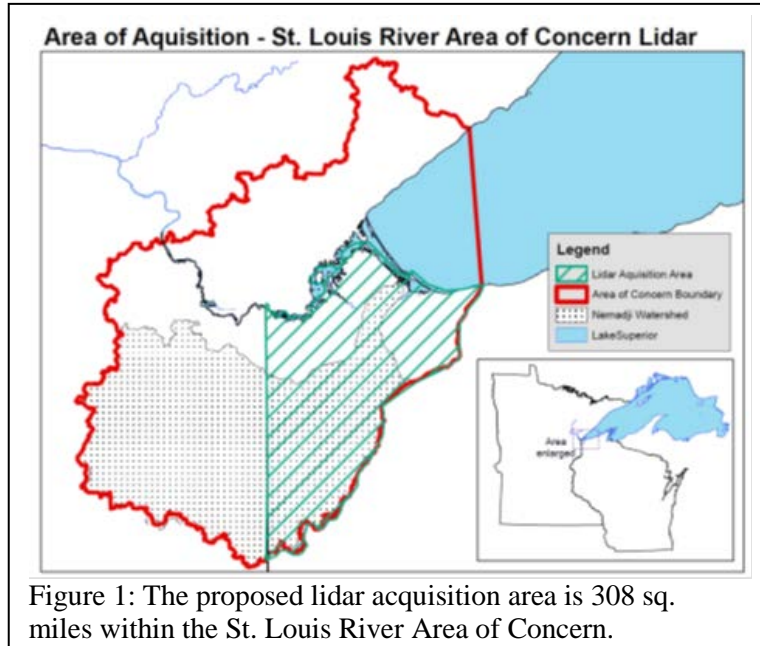 Area of Aquisition - St. Louis River Area of Concern Lidar
Legend
Lidar Aquisition Area
Area of Concern Boundary
Nemadji Watershed
LakeSuperior
Area
enlarged
Figure 1: The proposed lidar acquisition area is 308 sq.
miles within the St. Louis River Area of Concern.